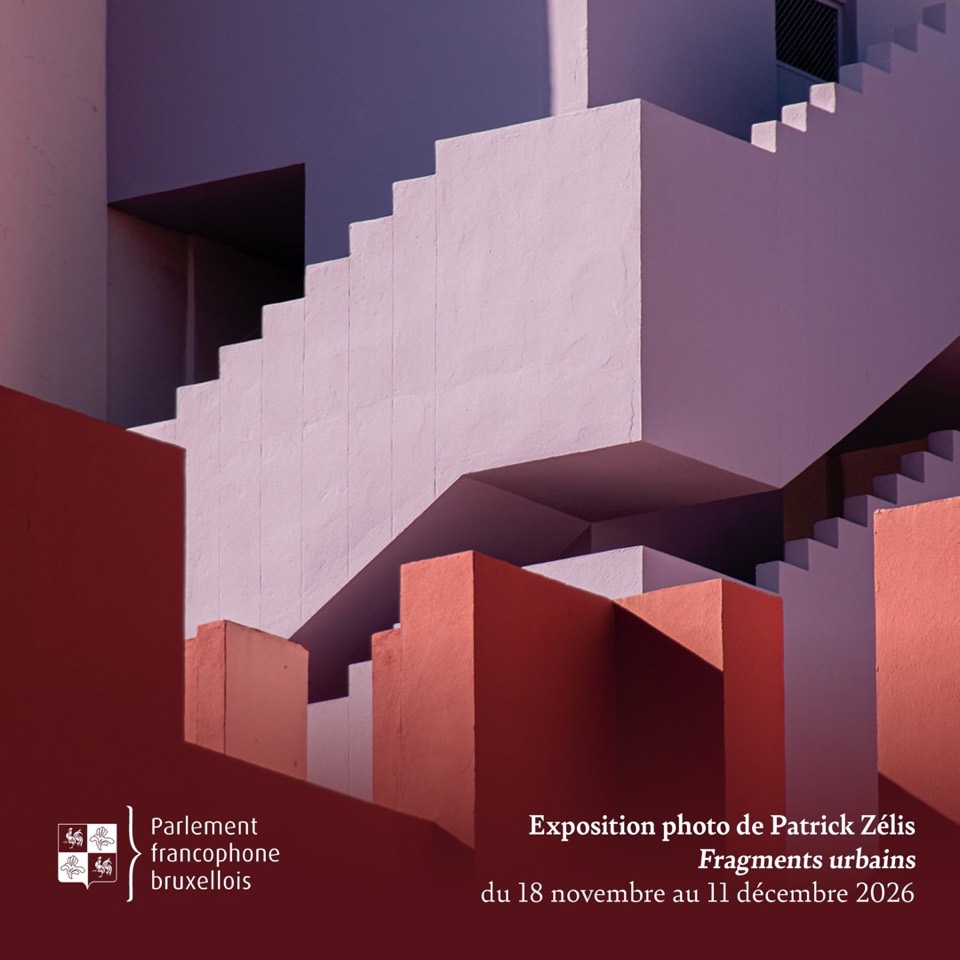 Parlement
francophone
bruxellois
Exposition photo de Patrick Zélis
Fragments urbains
du 18 novembre au 11 décembre 2026